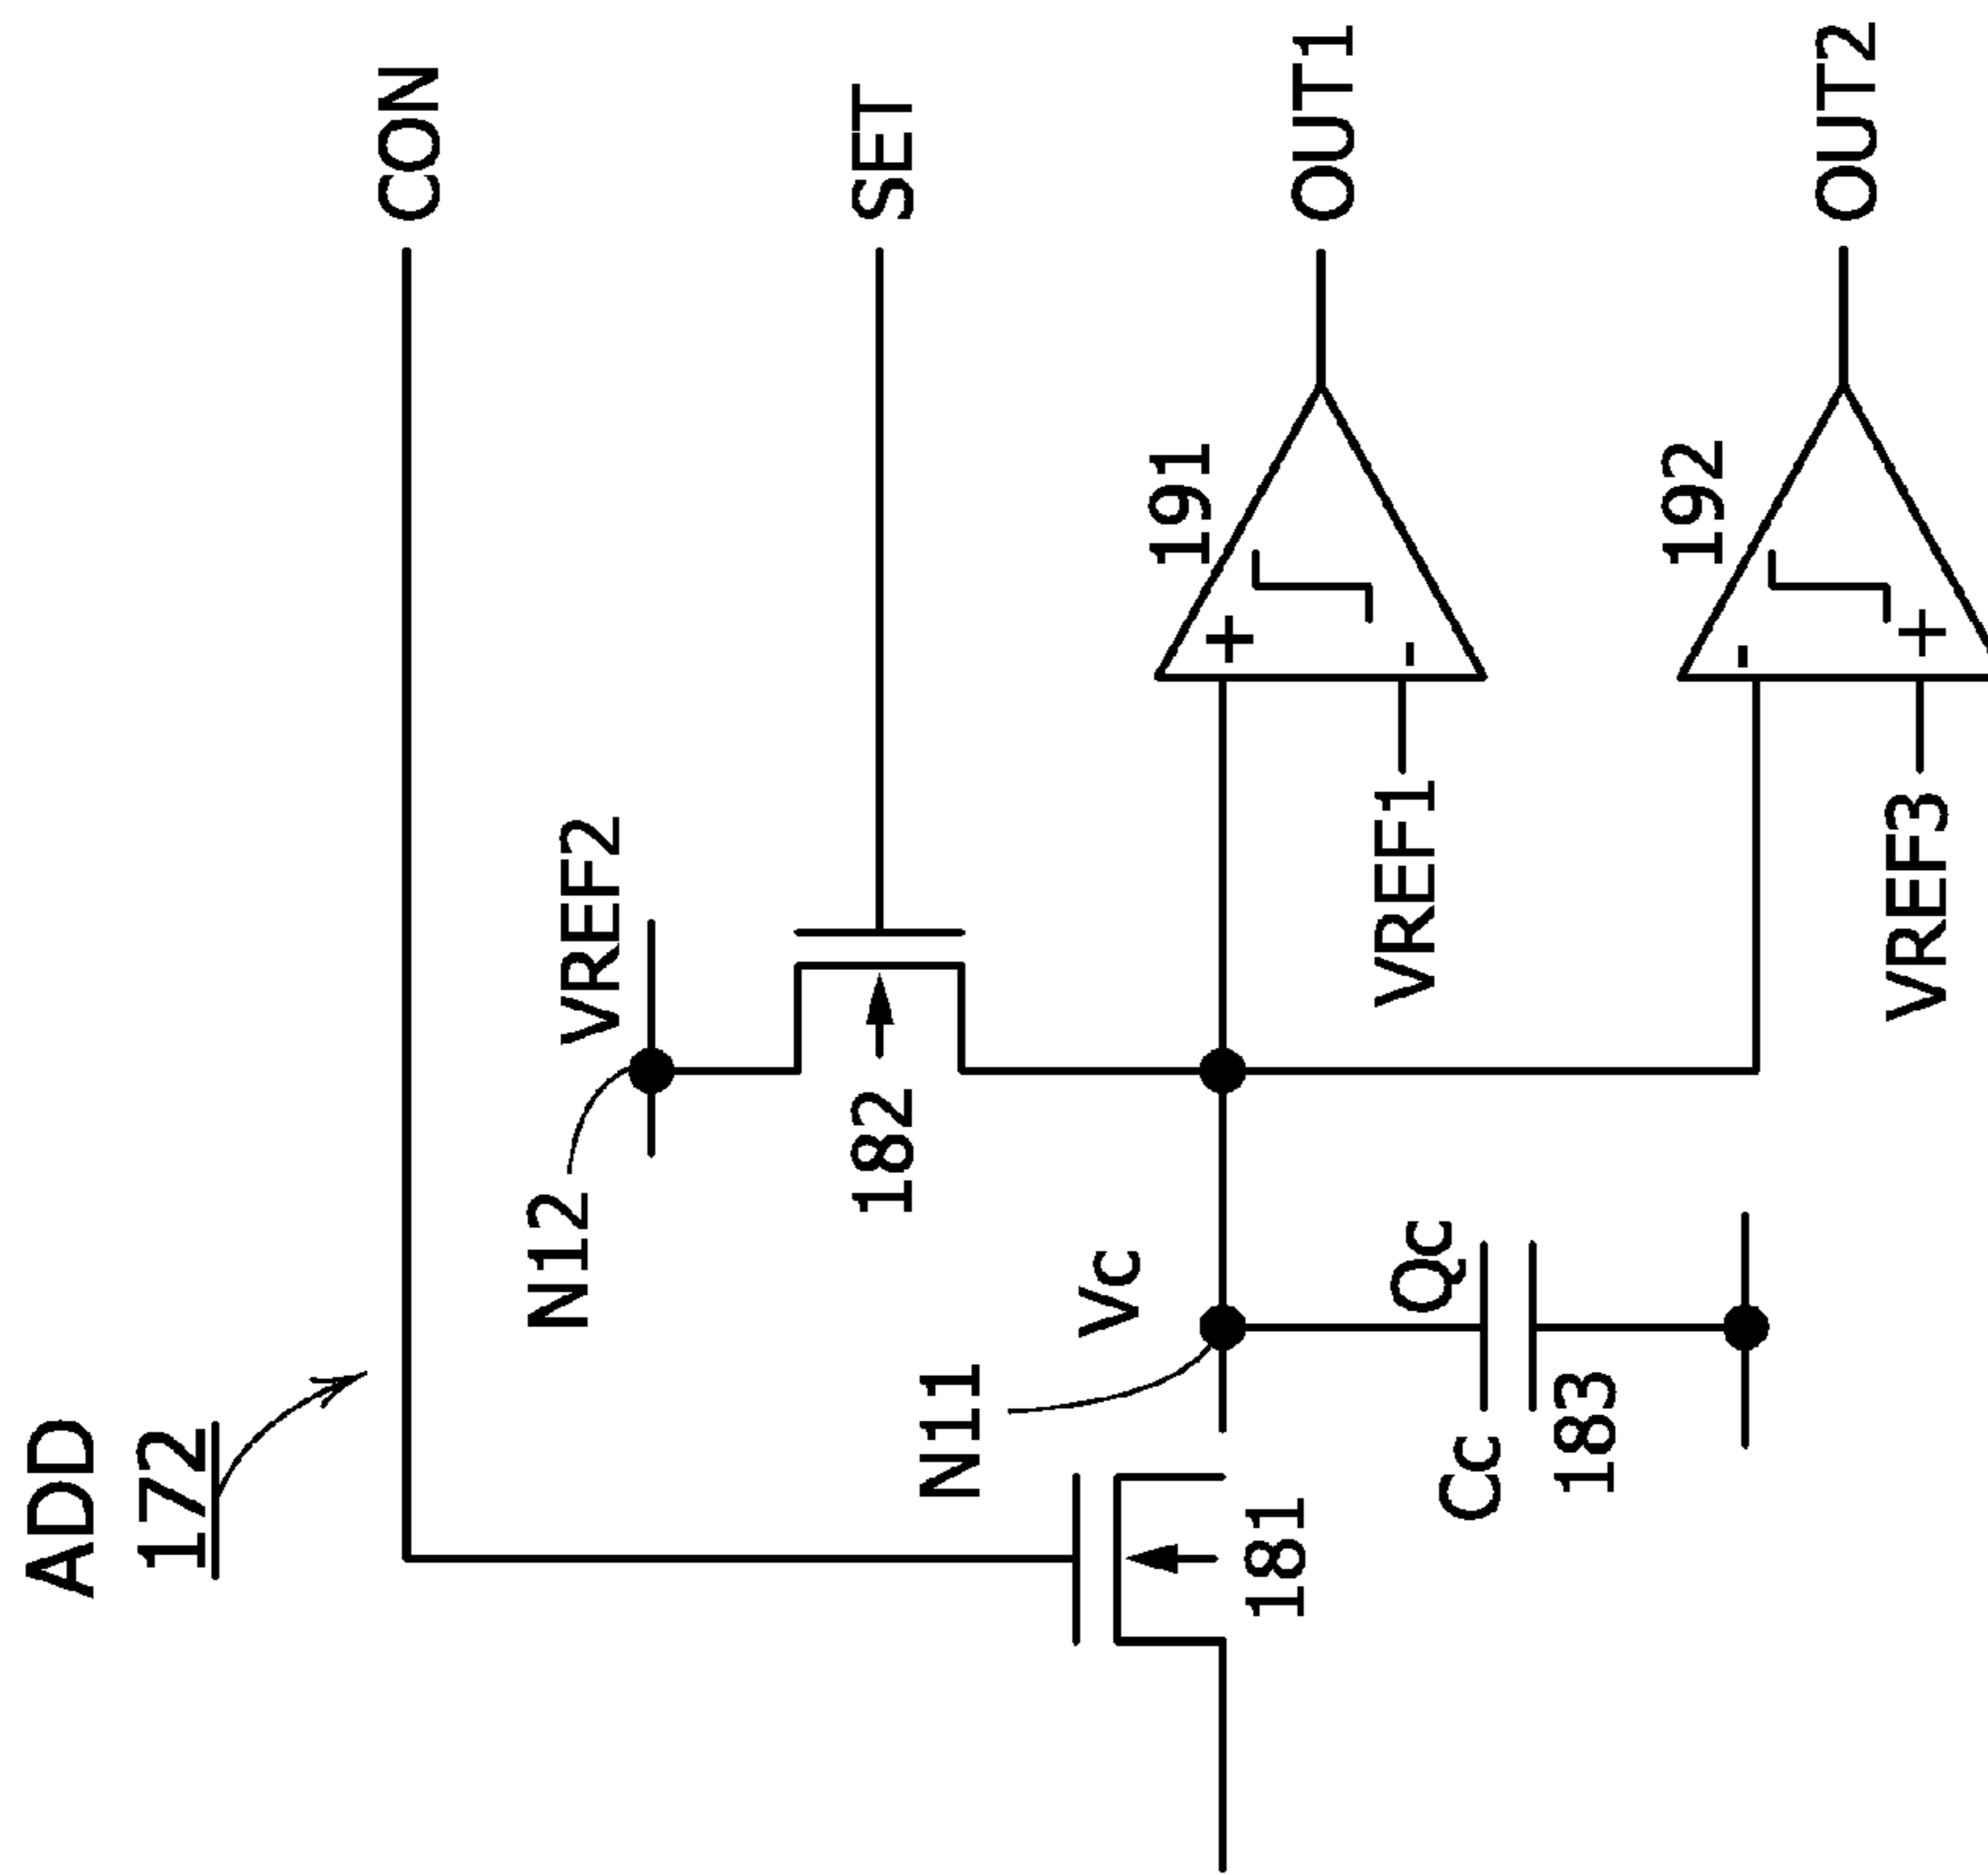 ADD
172
CON
N12
VREF2
182
SET
N11
Vc
191
+
-
OUT1
VREF1
181
Cc
Qc
183
192
-
+
OUT2
VREF3